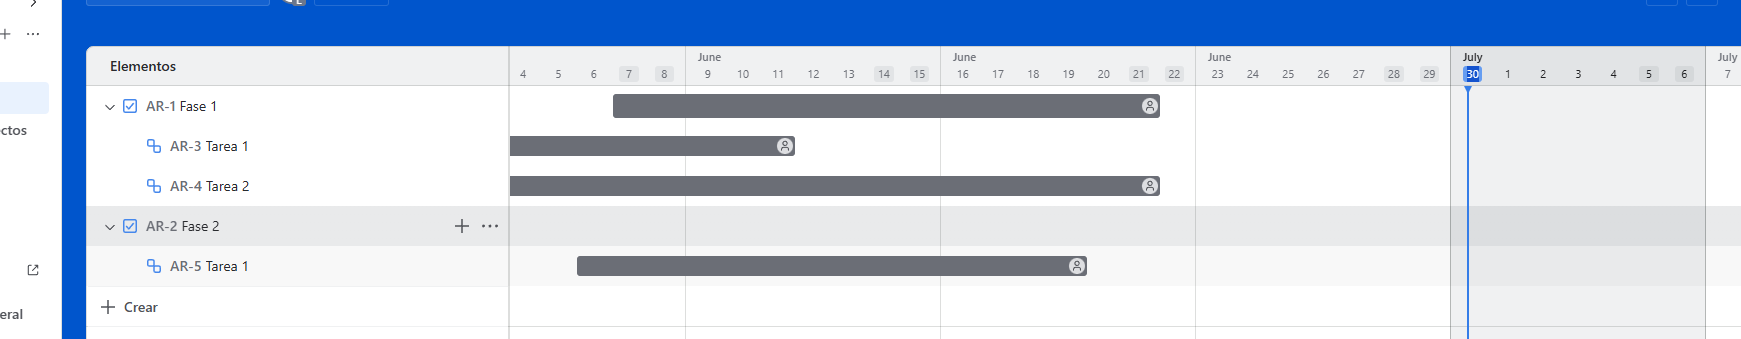 Elementos
June June June July July
4 5 6 7 8 9 10 11 12 13 14 15 16 17 18 19 20 21 22 23 24 25 26 27 28 29 30 1 2 3 4 5 6 7
AR-1 Fase 1
ctos
AR-3 Tarea 1
AR-4 Tarea 2
AR-2 Fase 2
AR-5 Tarea 1
Crear
eral